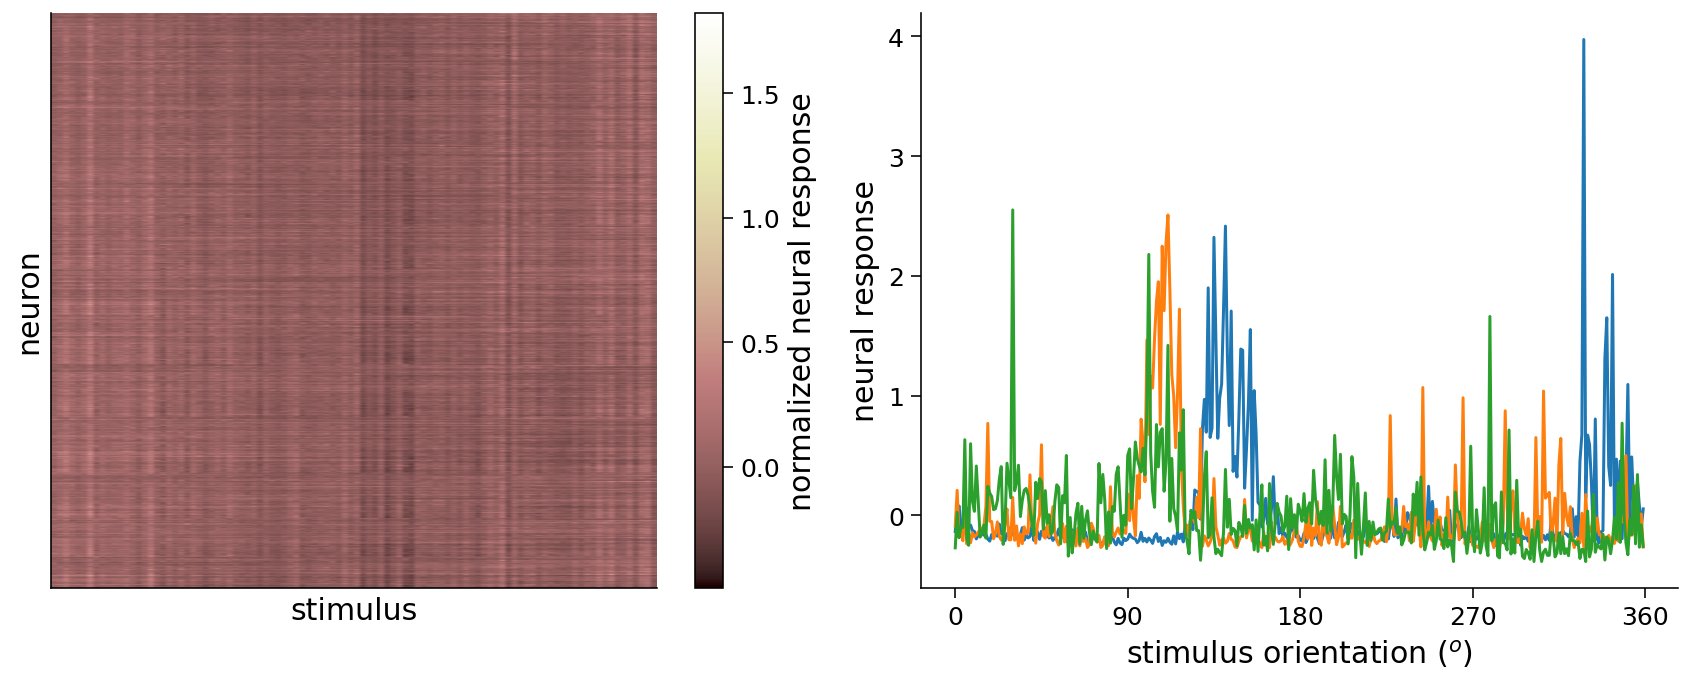 neuron
stimulus
1.5
1.0
0.5
0.0
normalized neural response
neural response
4
3
2
1
0
0 90 180 270 360
stimulus orientation (°)